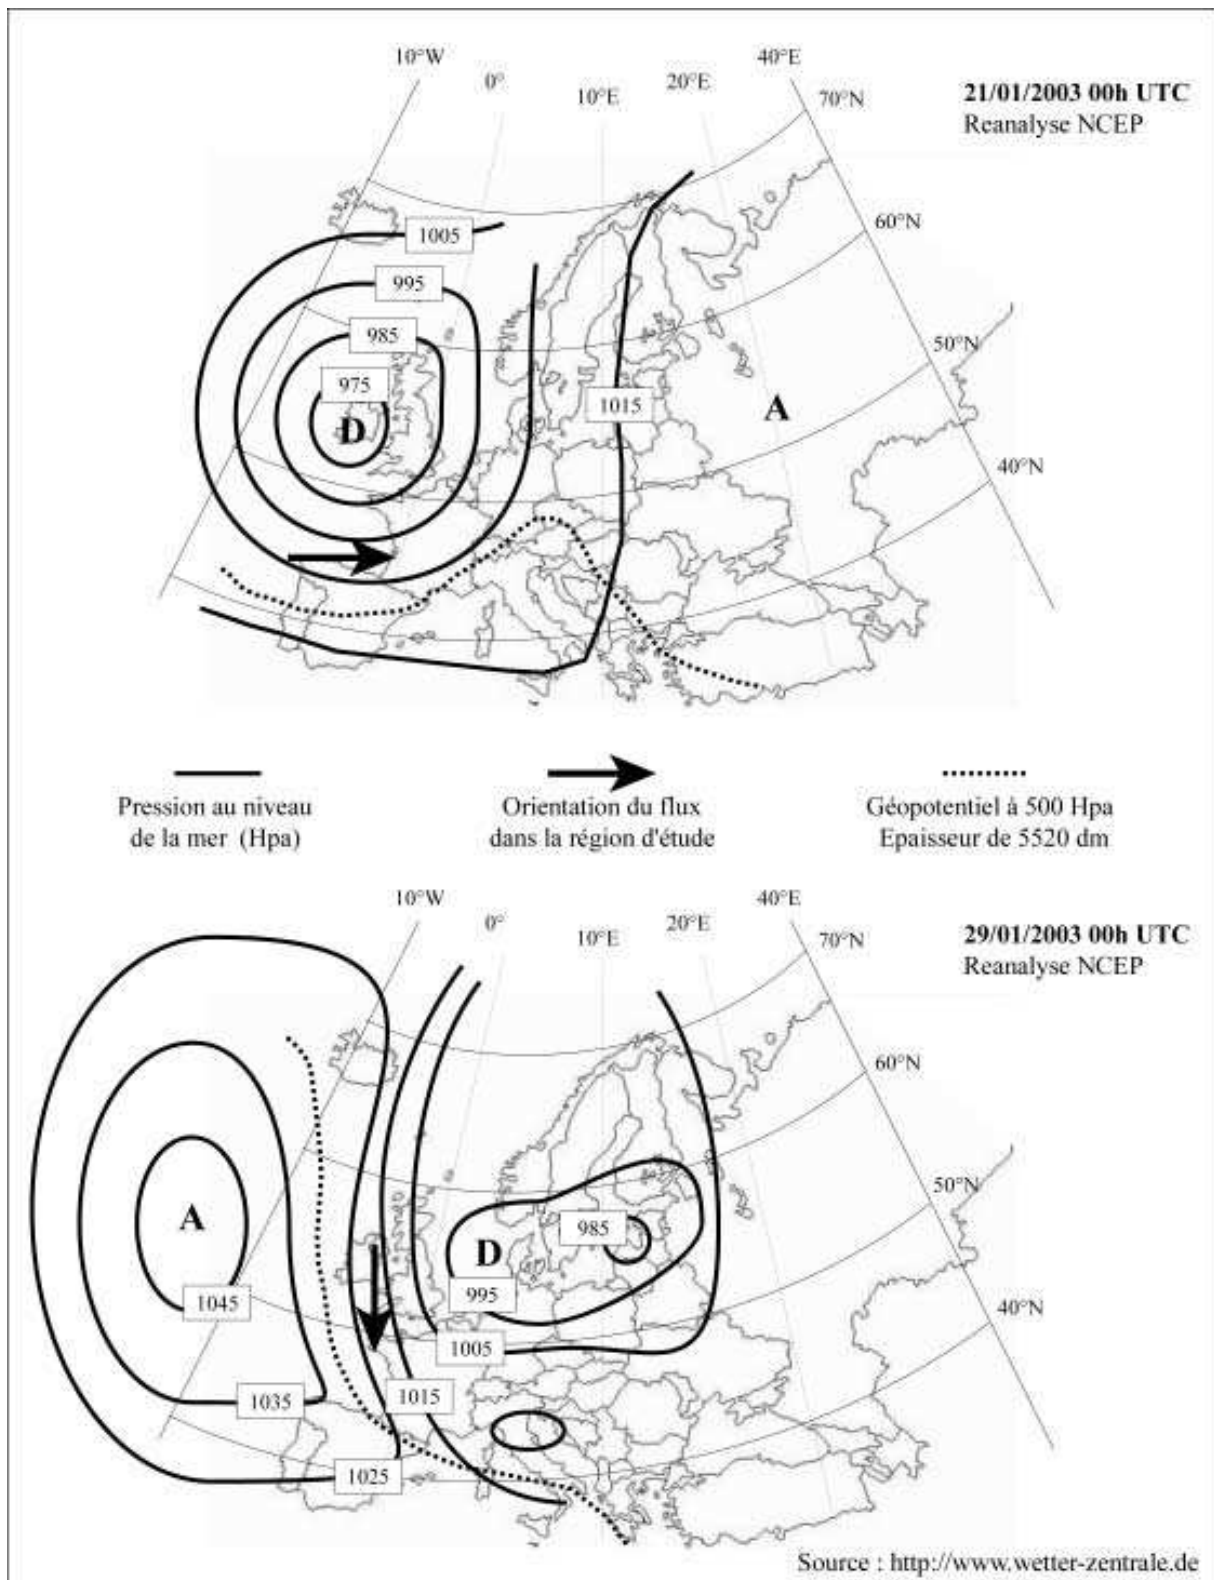 10°W
0°
10°E
20°E
40°E
70°N
21/01/2003 00h UTC
Reanalyse NCEP
60°N
1005
995
985
50°N
975
1015
D
A
40°N
Pression au niveau
de la mer (Hpa)
Orientation du flux
dans la région d'étude
Géopotentiel à 500 Hpa
Epaisseur de 5520 dm
10°W
0°
10°E
20°E
40°E
70°N
29/01/2003 00h UTC
Reanalyse NCEP
60°N
50°N
A
985
D
995
1045
40°N
1005
1035
1015
1025
Source : http://www.wetter-zentrale.de